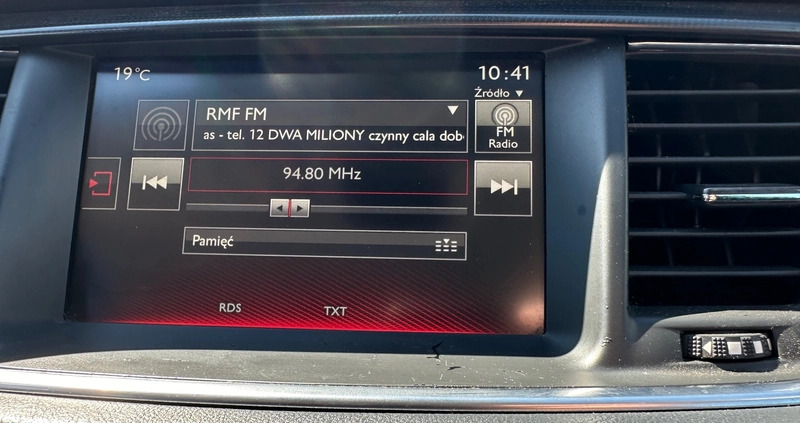 19°C
10:41
Źródło ▼
RMF FM ▼
as - tel. 12 DWA MILIONY czynny cala dob
FM
Radio
94.80 MHz
Pamięć
RDS
TXT